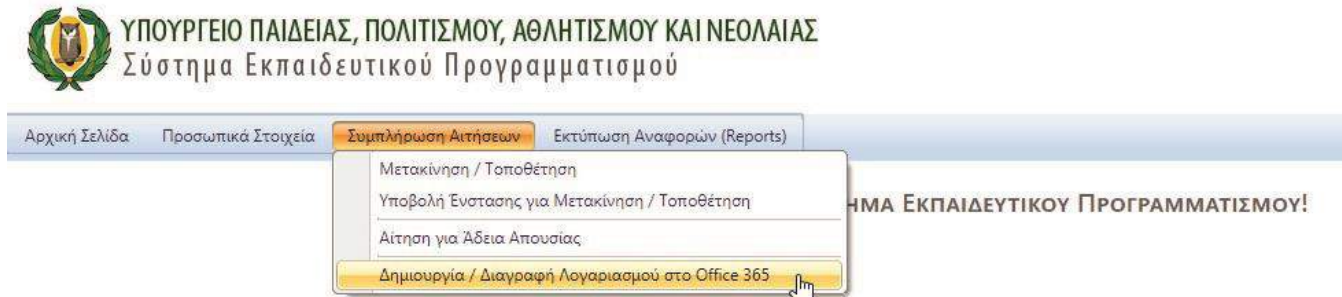 ΥΠΟΥΡΓΕΙΟ ΠΑΙΔΕΙΑΣ, ΠΟΛΙΤΙΣΜΟΥ, ΑΘΛΗΤΙΣΜΟΥ ΚΑΙ ΝΕΟΛΑΙΑΣ
Σύστημα Εκπαιδευτικού Προγραμματισμού
Αρχική Σελίδα Προσωπικά Στοιχεία Συμπλήρωση Αιτήσεων Εκτύπωση Αναφορών (Reports)
Μετακίνηση / Τοποθέτηση
Υποβολή Ένστασης για Μετακίνηση / Τοποθέτηση
ΗΜΑ ΕΚΠΑΙΔΕΥΤΙΚΟΥ ΠΡΟΓΡΑΜΜΑΤΙΣΜΟΥ!
Αίτηση για Άδεια Απουσίας
Δημιουργία / Διαγραφή Λογαριασμού στο Office 365